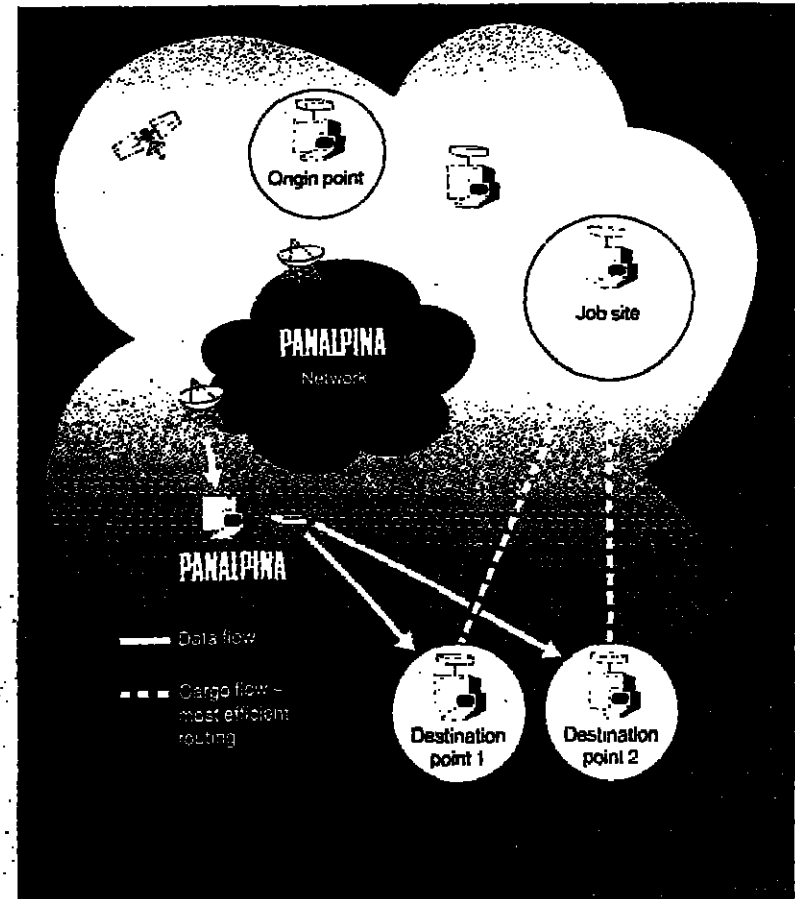 Origin point
Job site
PANALPINA
Network
PANALPINA
Data flow
Cargo flow –
most efficient
routing
Destination
point 1
Destination
point 2